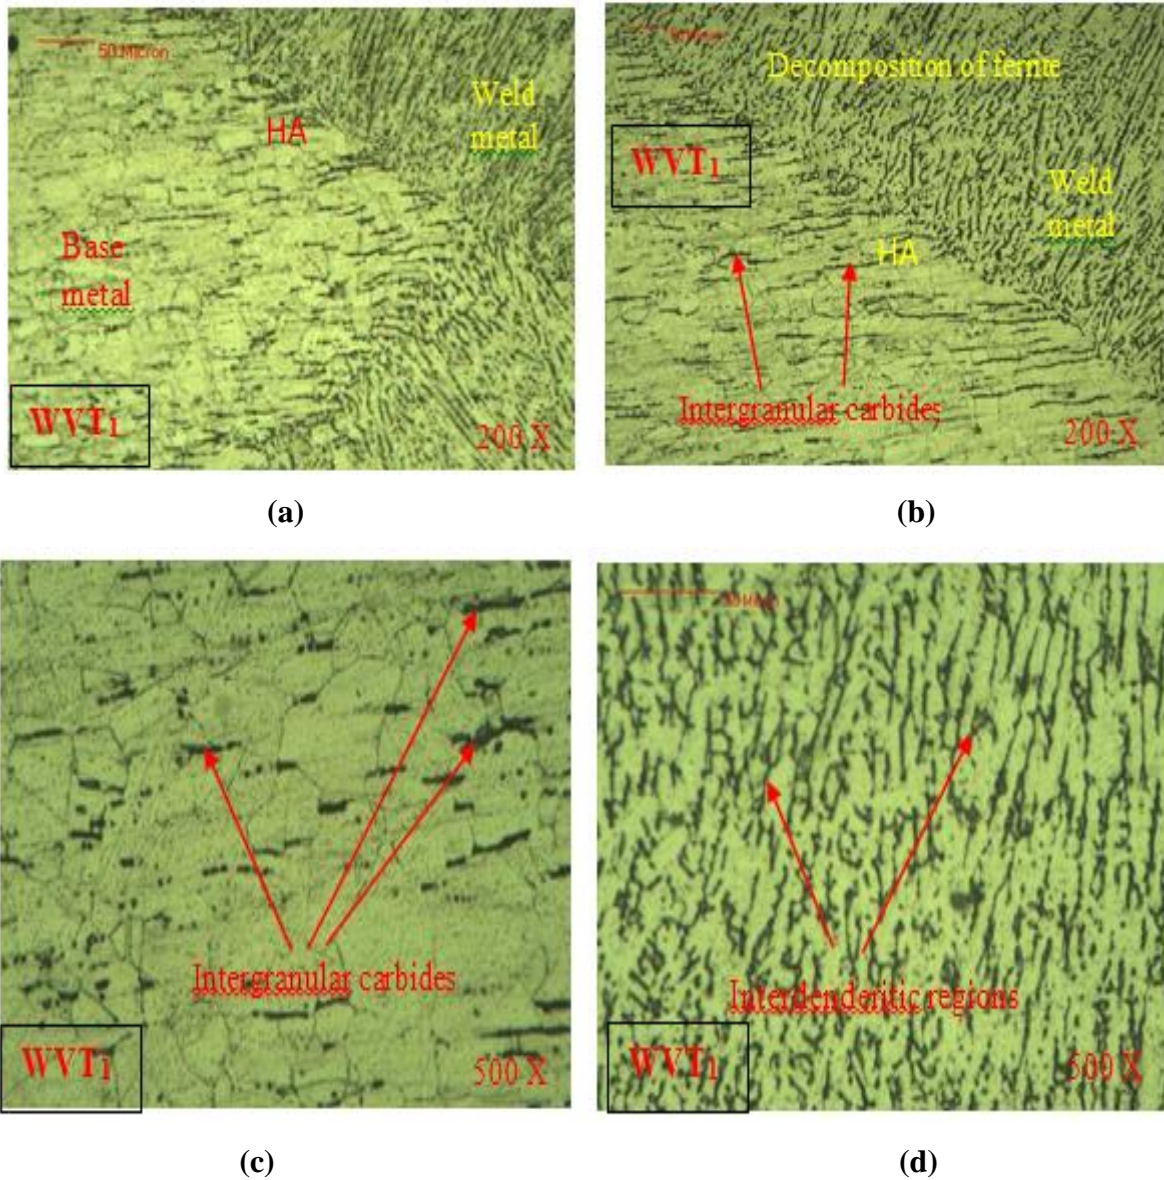 50 Micron
Weld
metal
HA
Base
metal
WVT1
200 X
(a)
Decomposition of ferrite
WVT1
Weld
metal
HA
Intergranular carbides
200 X
(b)
Intergranular carbides
WVT1
500 X
(c)
Interdenderitic regions
WVT1
500 X
(d)